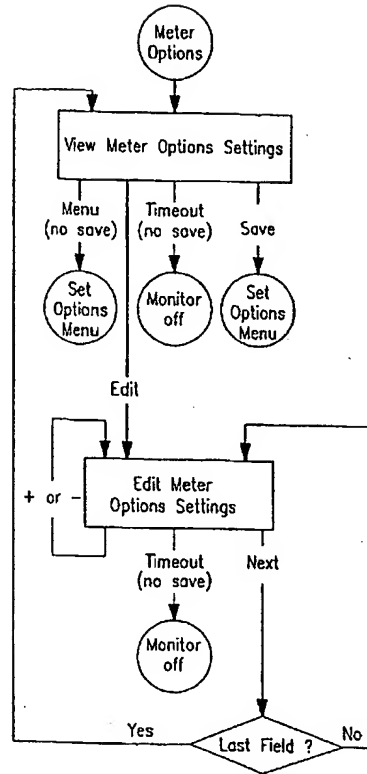 Meter
Options
View Meter Options Settings
Menu
(no save)
Timeout
(no save)
Save
Set
Options
Menu
Monitor
off
Set
Options
Menu
Edit
+ or -
Edit Meter
Options Settings
Timeout
(no save)
Next
Monitor
off
Yes
Last Field ?
No